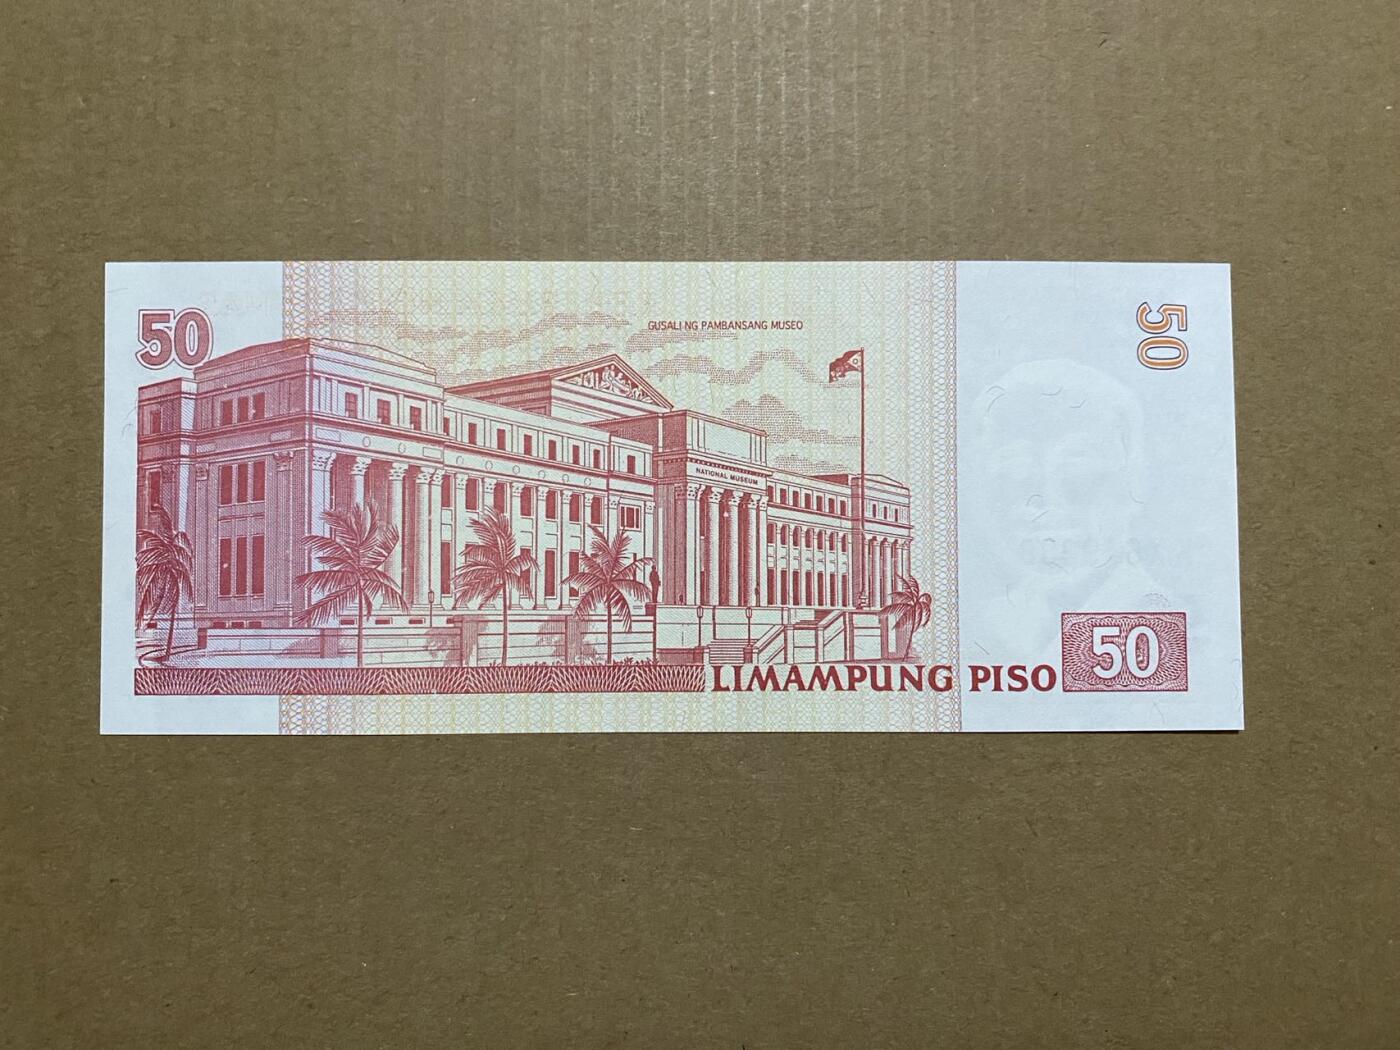 50
GUSALI NG PAMBANSANG MUSEO
50
NATIONAL MUSEUM
LIMAMPUNG PISO
50